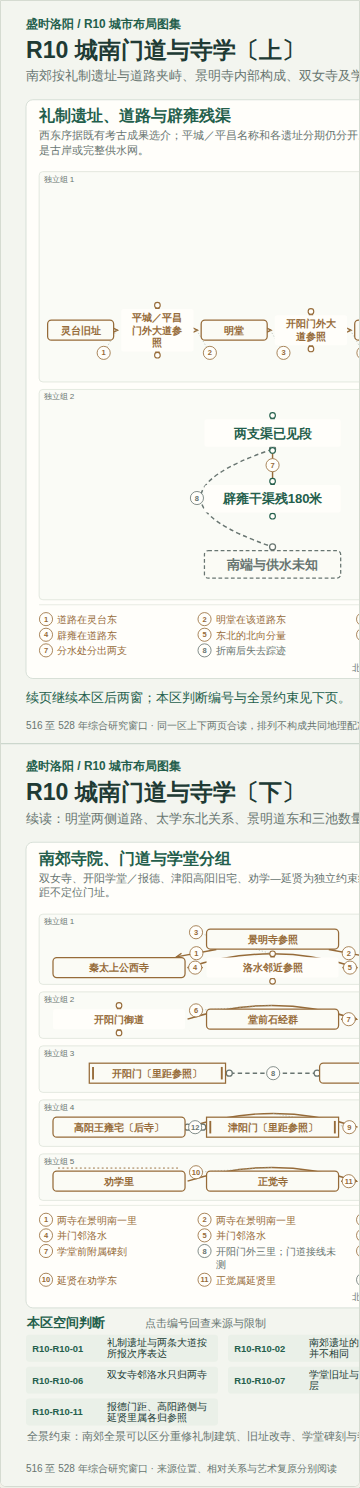 盛时洛阳 / R10 城市布局图集
R10 城南门道与寺学〔上〕
南郊按礼制遗址与道路夹峙、景明寺内部构成、双女寺及学
礼制遗址、道路与辟雍残渠
西东序据既有考古成果选介；平城／平昌名称和各遗址分期仍分开
是古岸或完整供水网。
独立组 1
灵台旧址
平城／平昌
门外大道参
照
明堂
开阳门外大
道参照
1
2
3
独立组 2
两支渠已见段
7
8
辟雍干渠残180米
南端与供水未知
1 道路在灵台东
2 明堂在该道路东
4 辟雍在道路东
5 东北的北向分量
7 分水处分出两支
8 折南后失去踪迹
北
续页继续本区后两窗；本区判断编号与全景约束见下页。
516 至 528 年综合研究窗口 · 同一区上下两页合读，排列不构成共同地理配
盛时洛阳 / R10 城市布局图集
R10 城南门道与寺学〔下〕
续读：明堂两侧道路、太学东北关系、景明道东和三池数量
南郊寺院、门道与学堂分组
双女寺、开阳学堂／报德、津阳高阳旧宅、劝学—延贤为独立约束
距不定位门址。
独立组 1
3
景明寺参照
1
2
秦太上公西寺
4
洛水邻近参照
5
独立组 2
开阳门御道
6
堂前石经群
7
独立组 3
开阳门〔里距参照〕
8
独立组 4
高阳王雍宅〔后寺〕
12
津阳门〔里距参照〕
9
独立组 5
劝学里
10
正觉寺
11
1 两寺在景明南一里
2 两寺在景明南一里
4 并门邻洛水
5 并门邻洛水
7 学堂前附属碑刻
8 开阳门外三里；门道接线未
测
10 延贤在劝学东
11 正觉属延贤里
北
本区空间判断
点击编号回查来源与限制
R10-R10-01
礼制遗址与两条大道按
所报次序表达
R10-R10-02
南郊遗址的
并不相同
R10-R10-06
双女寺邻洛水只归两寺
R10-R10-07
学堂旧址与
层
R10-R10-11
报德门距、高阳路侧与
延贤里属各归参照
全景约束：南郊全景可以区分重修礼制建筑、旧址改寺、学堂碑刻与
516 至 528 年综合研究窗口 · 来源位置、相对关系与艺术复原分别阅读